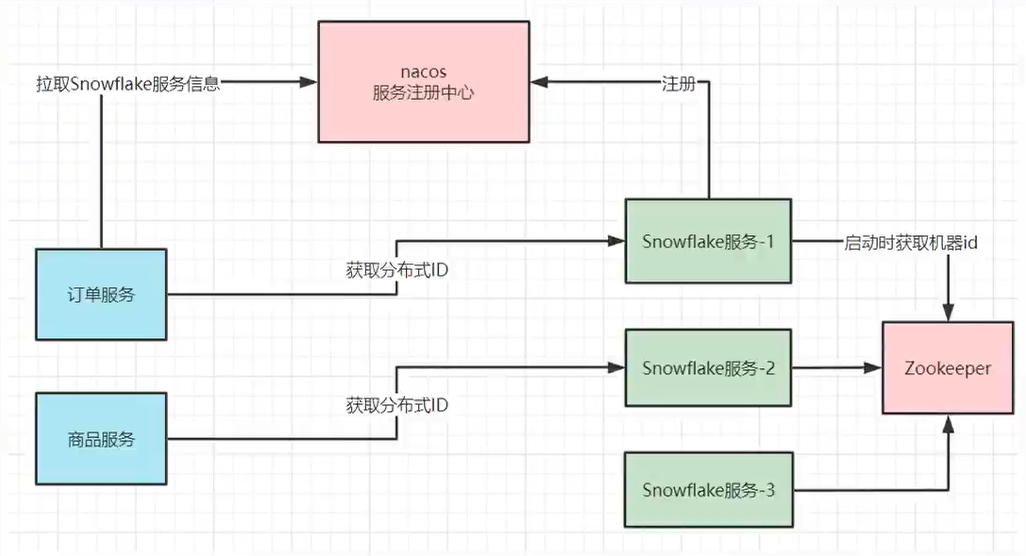 nacos
服务注册中心
拉取Snowflake服务信息
注册
Snowflake服务-1
启动时获取机器id
获取分布式ID
订单服务
Snowflake服务-2
Zookeeper
获取分布式ID
商品服务
Snowflake服务-3